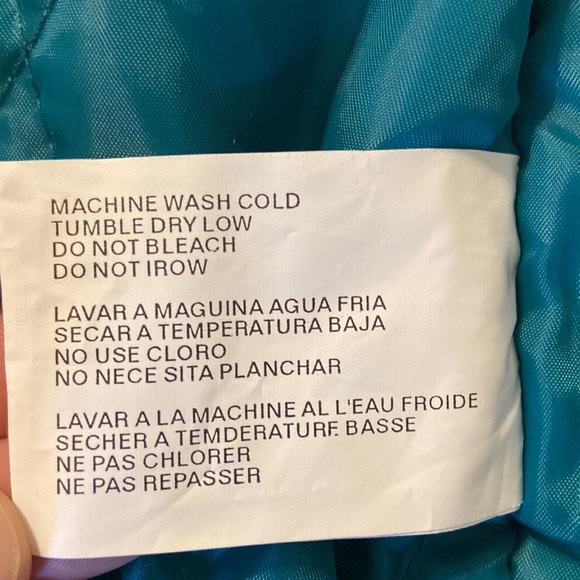 MACHINE WASH COLD
TUMBLE DRY LOW
DO NOT BLEACH
DO NOT IROW
LAVAR A MAGUINA AGUA FRIA
SECAR A TEMPERATURA BAJA
NO USE CLORO
NO NECE SITA PLANCHAR
LAVAR A LA MACHINE AL L'EAU FROIDE
SECHER A TEMDERATURE BASSE
NE PAS CHLORER
NE PAS REPASSER